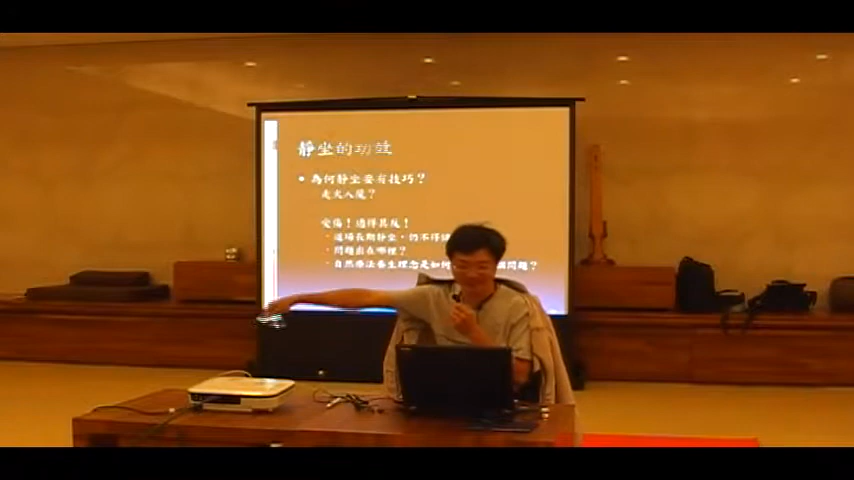 靜坐的功效
• 為何靜坐要有技巧？
走火入魔？
受傷！適得其反！
• 道場長期靜坐，仍不得
• 問題出在哪裡？
• 自然療法養生理念是如何 問題？